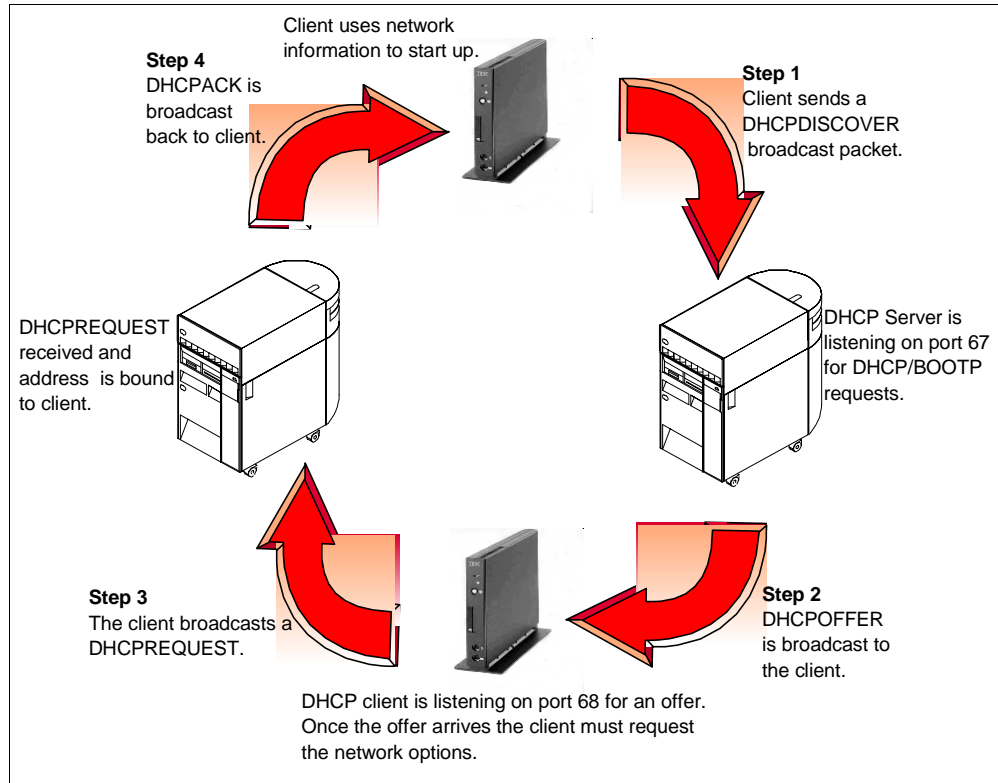 Client uses network
information to start up.
Step 4
DHCPACK is
broadcast
back to client.
Step 1
Client sends a
DHCPDISCOVER
broadcast packet.
DHCP Server is
listening on port 67
for DHCP/BOOTP
requests.
Step 2
DHCPOFFER
is broadcast to
the client.
DHCP client is listening on port 68 for an offer.
Once the offer arrives the client must request
the network options.
Step 3
The client broadcasts a
DHCPREQUEST.
DHCPREQUEST
received and
address is bound
to client.
IBM
IBM